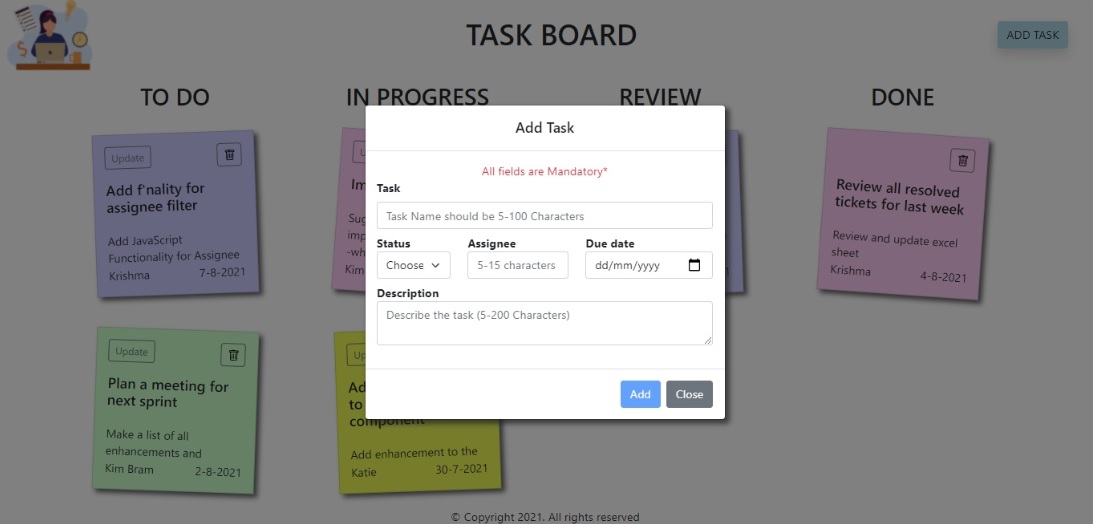 TASK BOARD
ADD TASK
TO DO
IN PROGRESS
REVIEW
DONE
Update
Add f'nality for
assignee filter
Add JavaScript
Functionality for Assignee
Krishma 7-8-2021
Update
Plan a meeting for
next sprint
Make a list of all
enhancements and
Kim Bram 2-8-2021
Im
Sug
imp
-wh
Kim
Up
Ad
to
component
Add enhancement to the
Katie 30-7-2021
Add Task
All fields are Mandatory*
Task
Task Name should be 5-100 Characters
Status Assignee Due date
Choose 5-15 characters dd/mm/yyyy
Description
Describe the task (5-200 Characters)
Add Close
Review all resolved
tickets for last week
Review and update excel
sheet
Krishma 4-8-2021
© Copyright 2021. All rights reserved